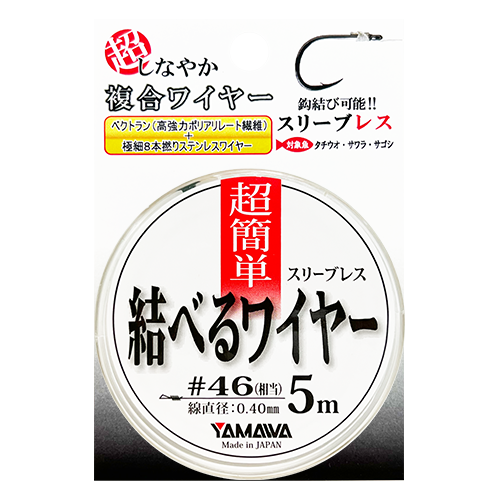 超しなやか
複合ワイヤー
ベクトラン(高強力ポリアリレート繊維)
+
極細8本撚りステンレスワイヤー
鈎結び可能!!
スリーブレス
対象魚 タチウオ・サワラ・サゴシ
超簡単
スリーブレス
結べるワイヤー
#46(相当) 5m
線直径:0.40mm
YAMAWA
Made in JAPAN